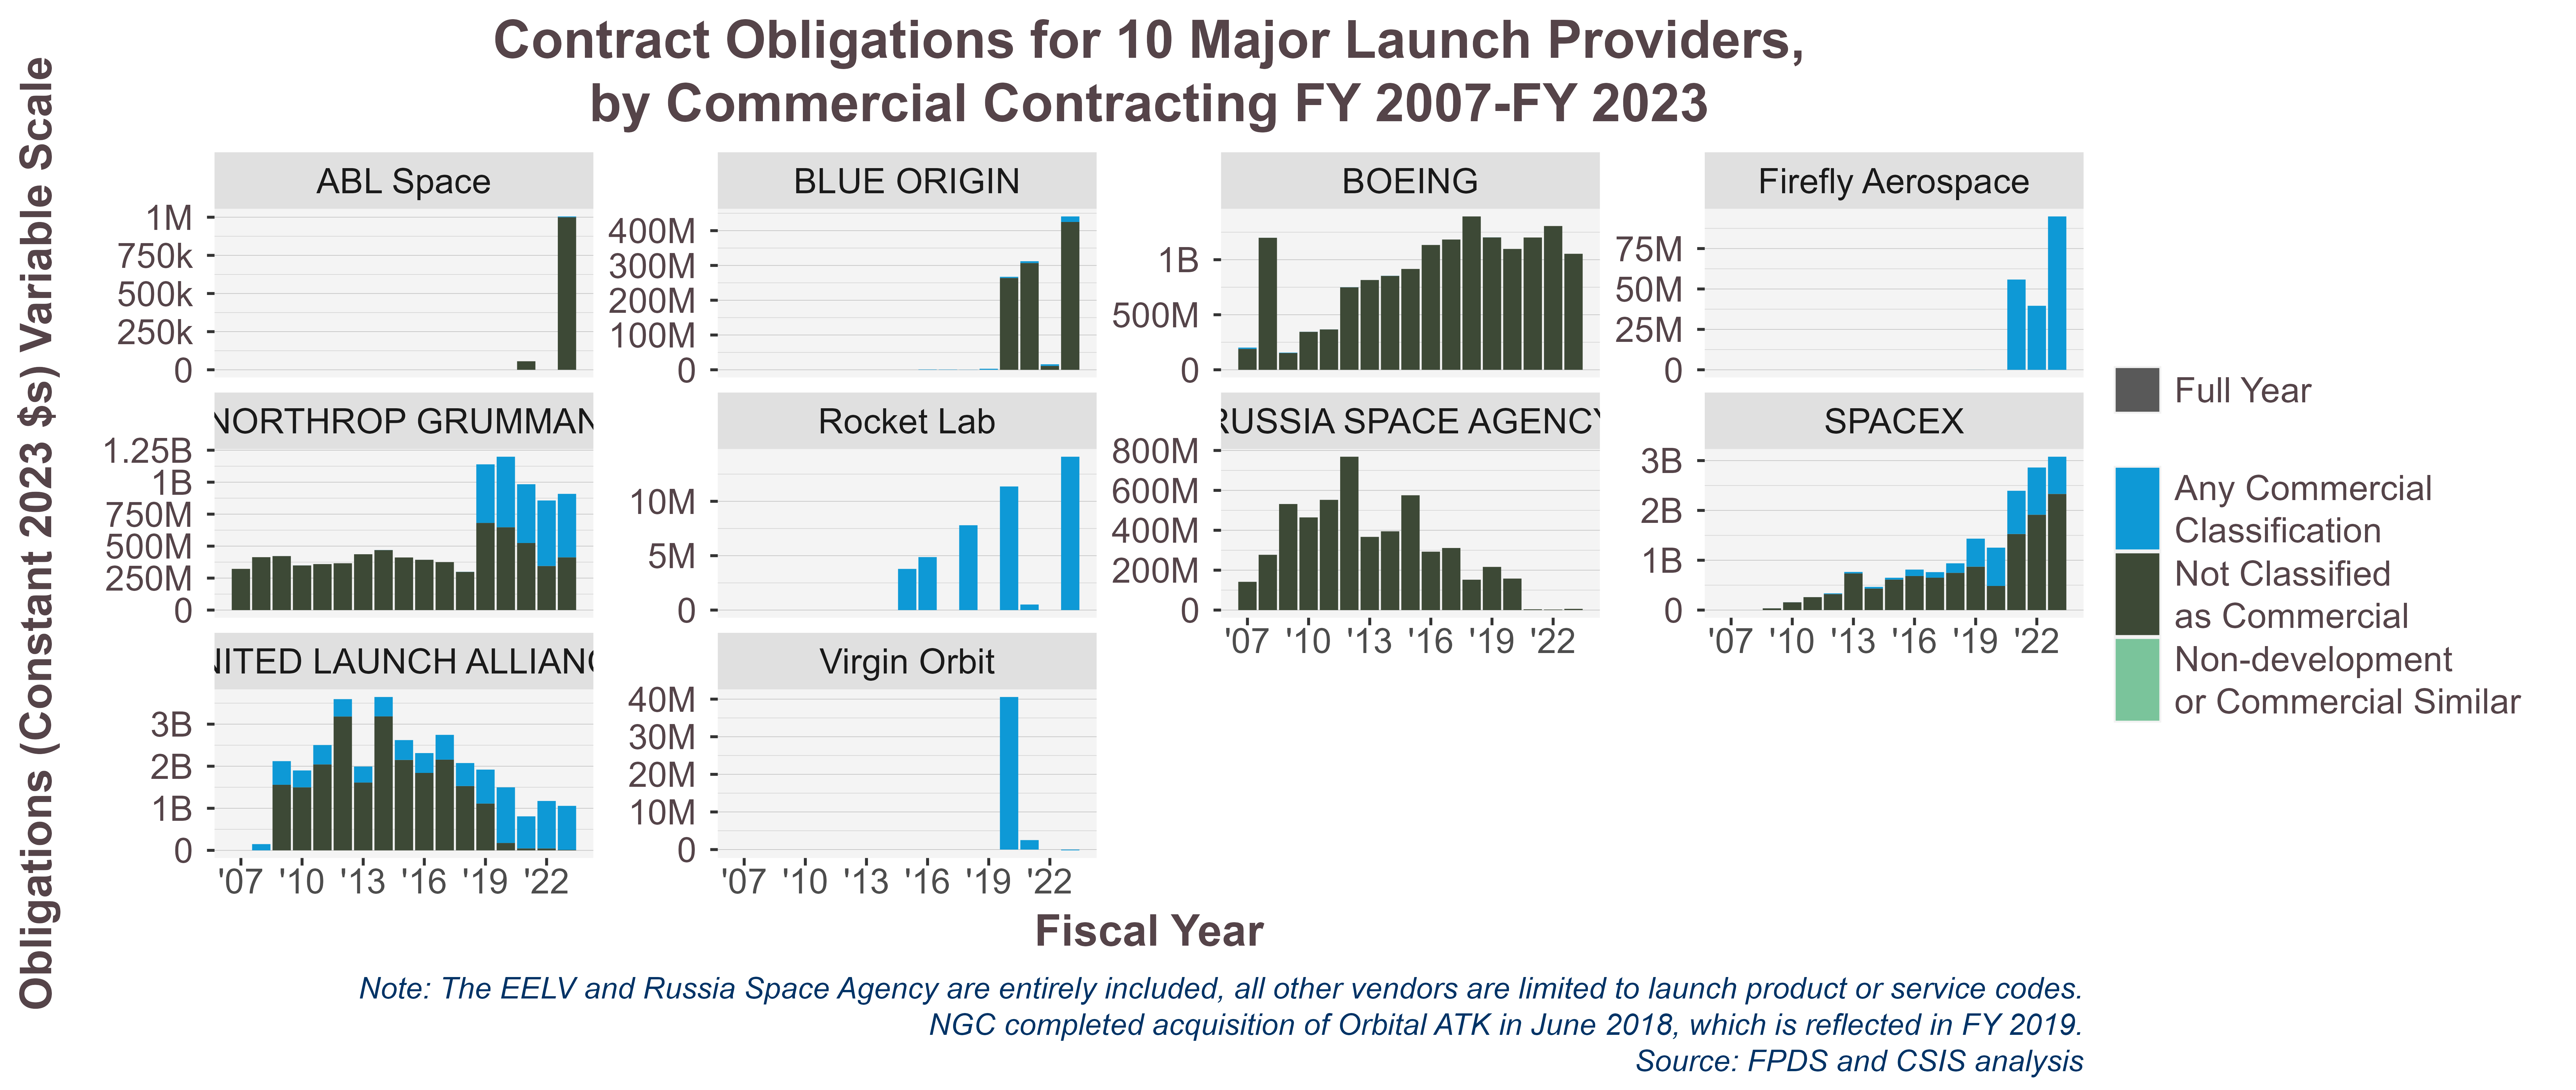 Contract Obligations for 10 Major Launch Providers,
by Commercial Contracting FY 2007-FY 2023
Obligations (Constant 2023 $s) Variable Scale
ABL Space
1M
750k
500k
250k
0
BLUE ORIGIN
400M
300M
200M
100M
0
BOEING
1B
500M
0
Firefly Aerospace
75M
50M
25M
0
NORTHROP GRUMMAN
1.25B
1B
750M
500M
250M
0
Rocket Lab
10M
5M
0
RUSSIA SPACE AGENCY
800M
600M
400M
200M
0
'07 '10 '13 '16 '19 '22
SPACEX
3B
2B
1B
0
'07 '10 '13 '16 '19 '22
NITED LAUNCH ALLIANC
3B
2B
1B
0
'07 '10 '13 '16 '19 '22
Virgin Orbit
40M
30M
20M
10M
0
'07 '10 '13 '16 '19 '22
Fiscal Year
Full Year
Any Commercial
Classification
Not Classified
as Commercial
Non-development
or Commercial Similar
Note: The EELV and Russia Space Agency are entirely included, all other vendors are limited to launch product or service codes.
NGC completed acquisition of Orbital ATK in June 2018, which is reflected in FY 2019.
Source: FPDS and CSIS analysis